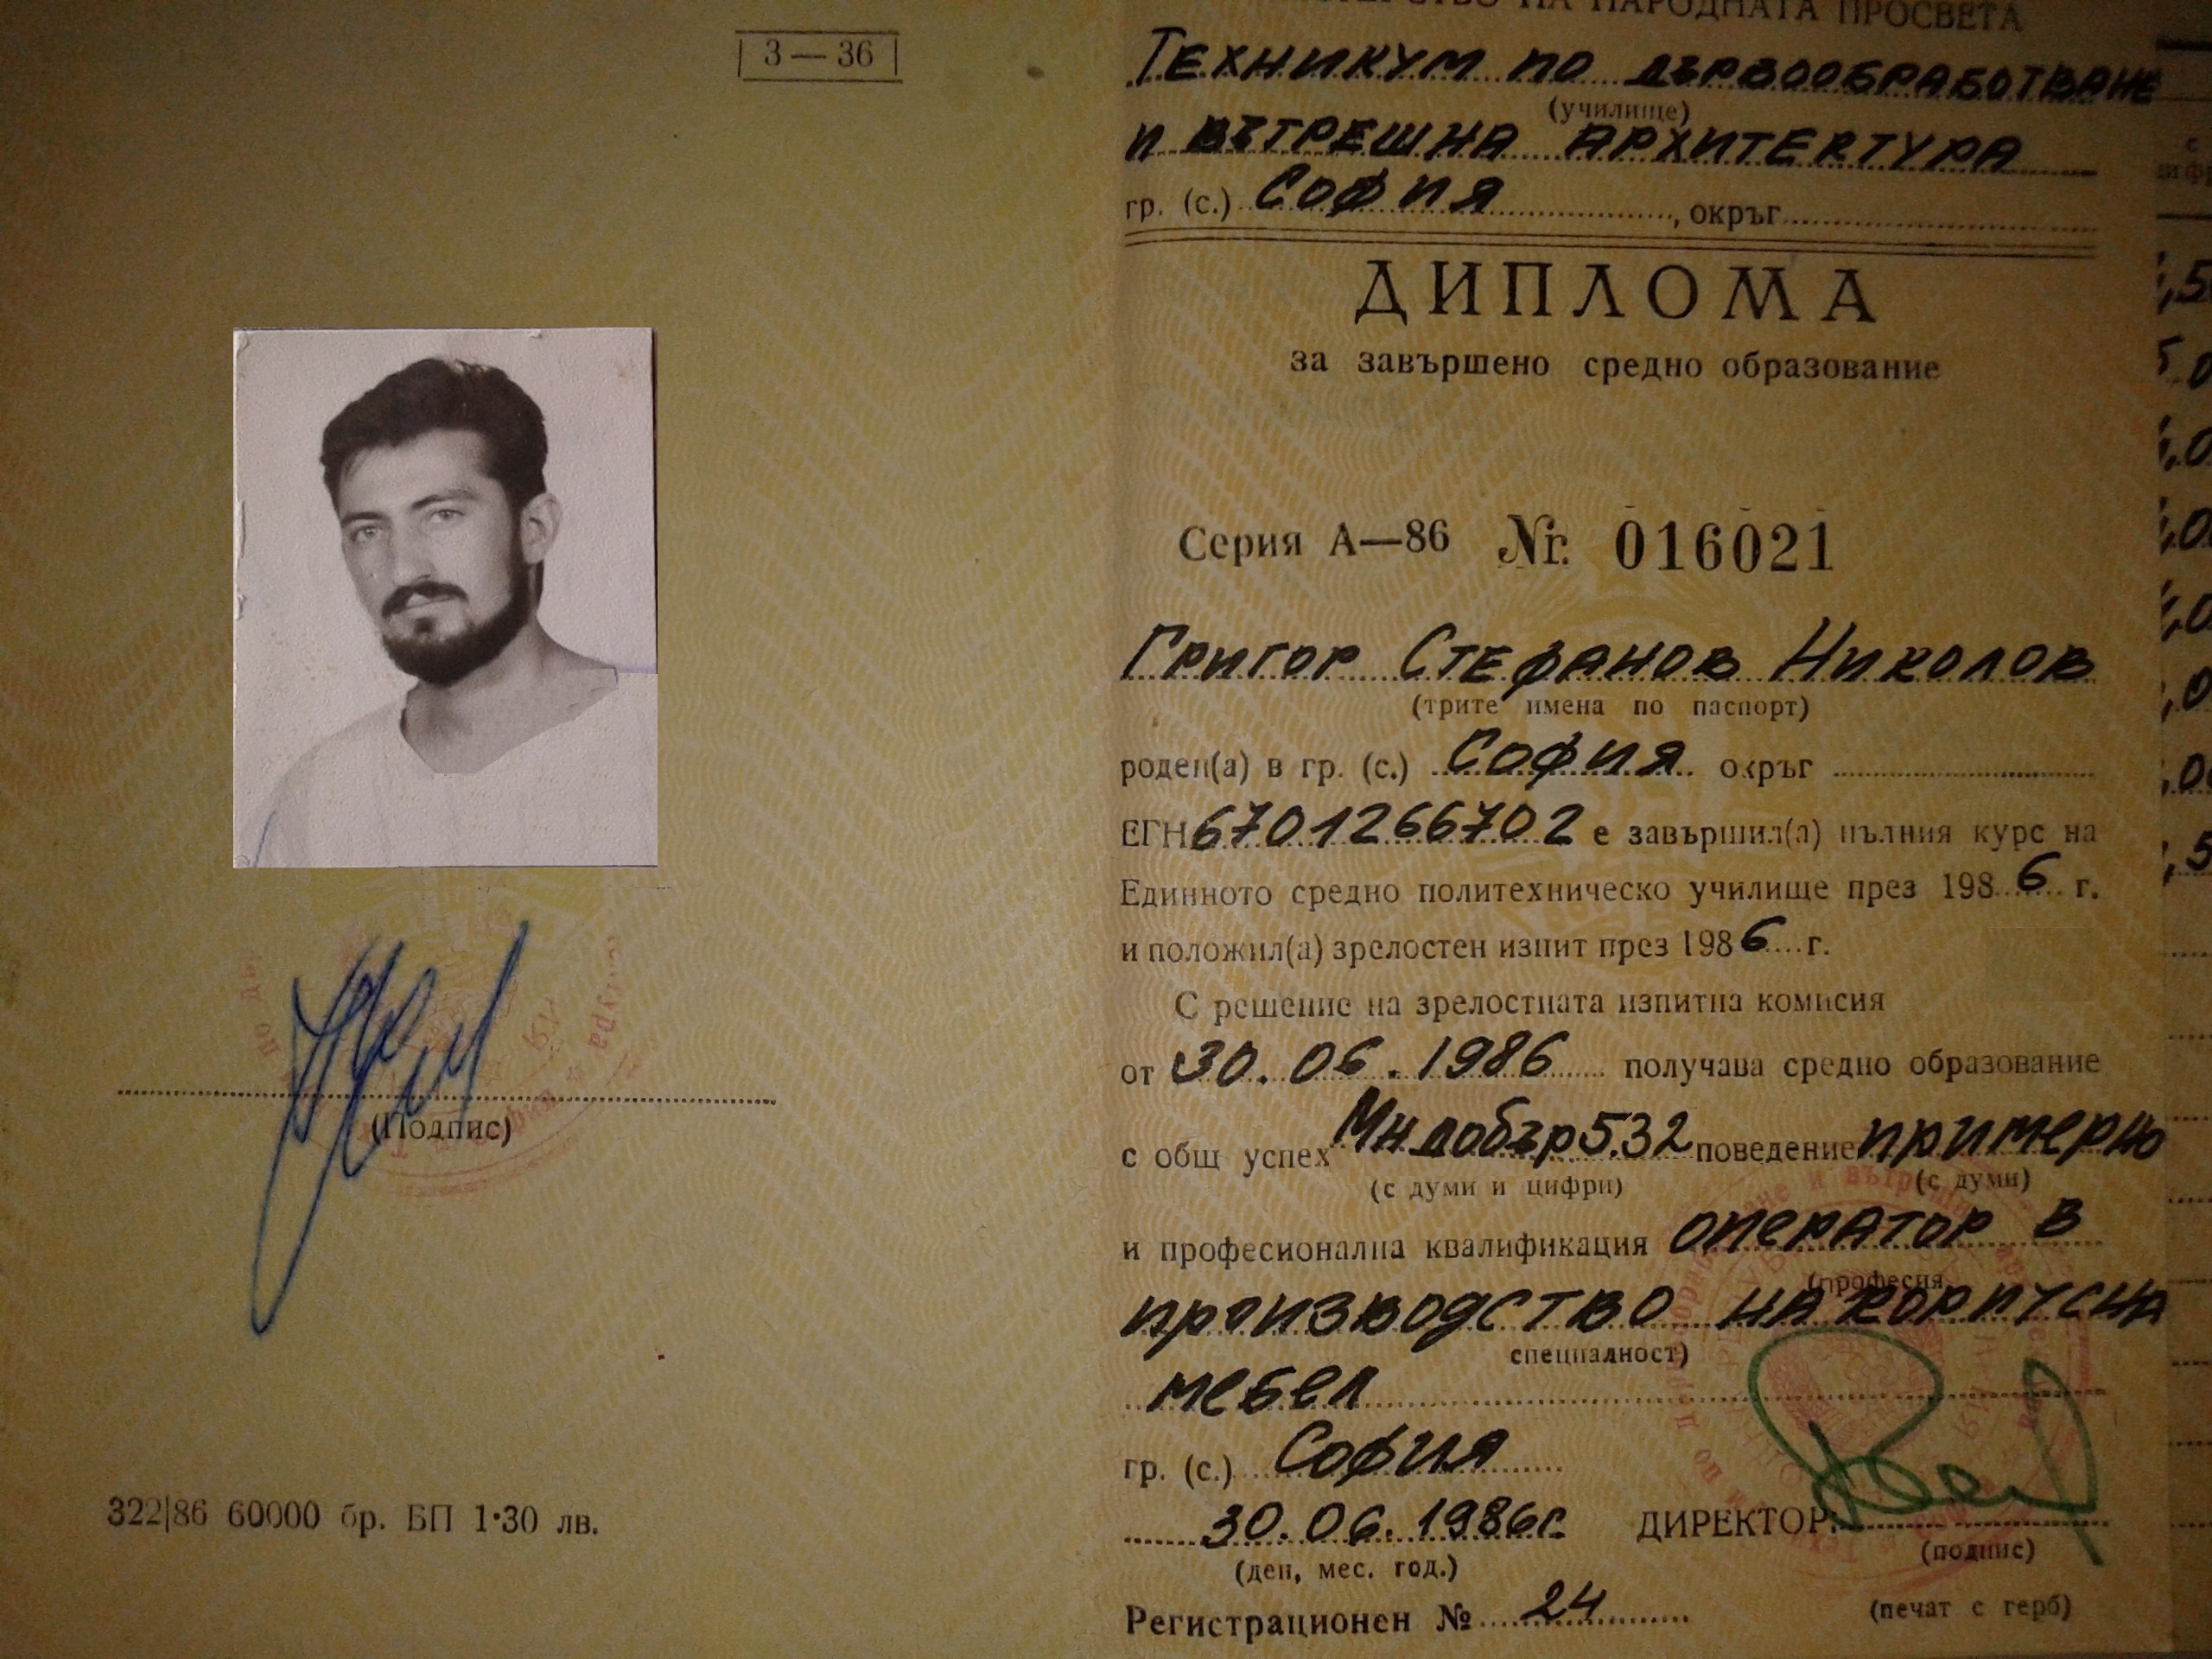 3 — 36
НА НАРОДНАТА ПРОСВЕТА
ТЕХНИКУМ ПО ДЪРВООБРАБОТВАНЕ
(училище)
И ВЪТРЕШНА АРХИТЕКТУРА
гр. (с.) СОФИЯ, окръг
ДИПЛОМА
за завършено средно образование
Серия А—86 Nr. 016021
ГРИГОР СТЕФАНОВ НИКОЛОВ
(трите имена по паспорт)
роден(а) в гр. (с.) СОФИЯ окръг
ЕГН 6701266702 е завършил(а) пълния курс на
Единното средно политехническо училище през 1986 г.
и положил(а) зрелостен изпит през 1986 г.
С решение на зрелостната изпитна комисия
от 30.06.1986 получава средно образование
с общ успех Мн добър 5.32 поведение примерно
(с думи и цифри) (с думи)
и професионална квалификация оператор в
(професия,
производство на корпусна
специалност)
мебел
гр. (с.) София
30.06.1986г. ДИРЕКТОР:
(ден, мес. год.) (подпис)
Регистрационен № 24 (печат с герб)
(Подпис)
322|86 60000 бр. БП 1·30 лв.